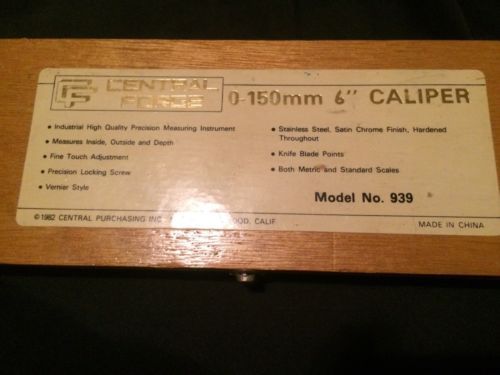 CENTRAL
FORGE
0-150mm 6" CALIPER
• Industrial High Quality Precision Measuring Instrument
• Measures Inside, Outside and Depth
• Fine Touch Adjustment
• Precision Locking Screw
• Vernier Style
• Stainless Steel, Satin Chrome Finish, Hardened
Throughout
• Knife Blade Points
• Both Metric and Standard Scales
Model No. 939
©1982 CENTRAL PURCHASING INC. CALIF.
MADE IN CHINA